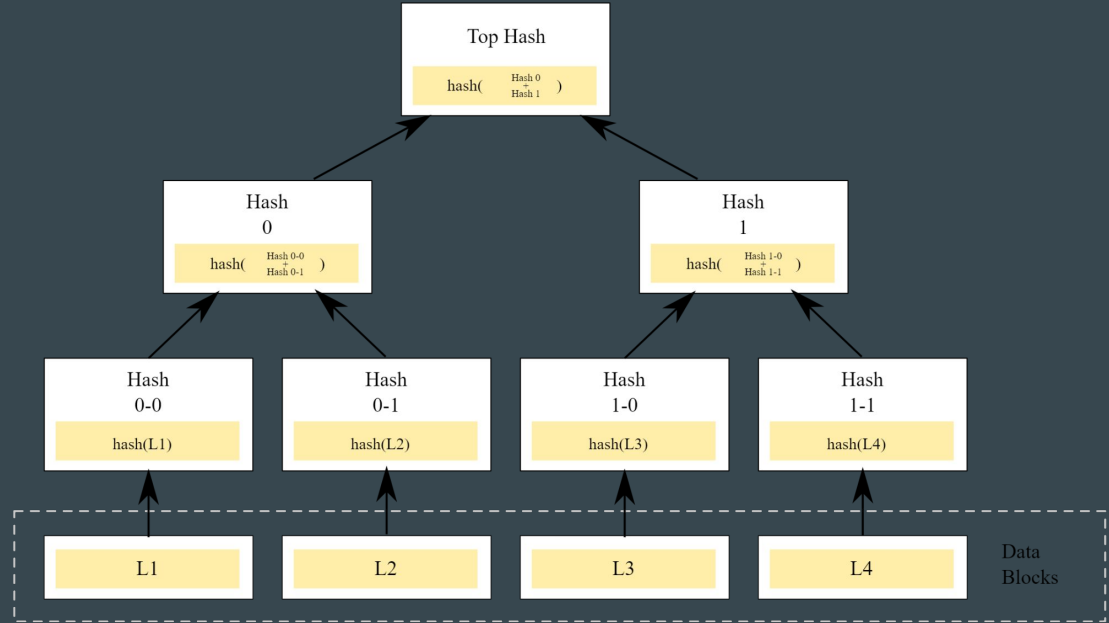 Top Hash
hash( Hash 0 + Hash 1 )
Hash
0
hash( Hash 0-0 + Hash 0-1 )
Hash
1
hash( Hash 1-0 + Hash 1-1 )
Hash
0-0
hash(L1)
Hash
0-1
hash(L2)
Hash
1-0
hash(L3)
Hash
1-1
hash(L4)
L1
L2
L3
L4
Data
Blocks